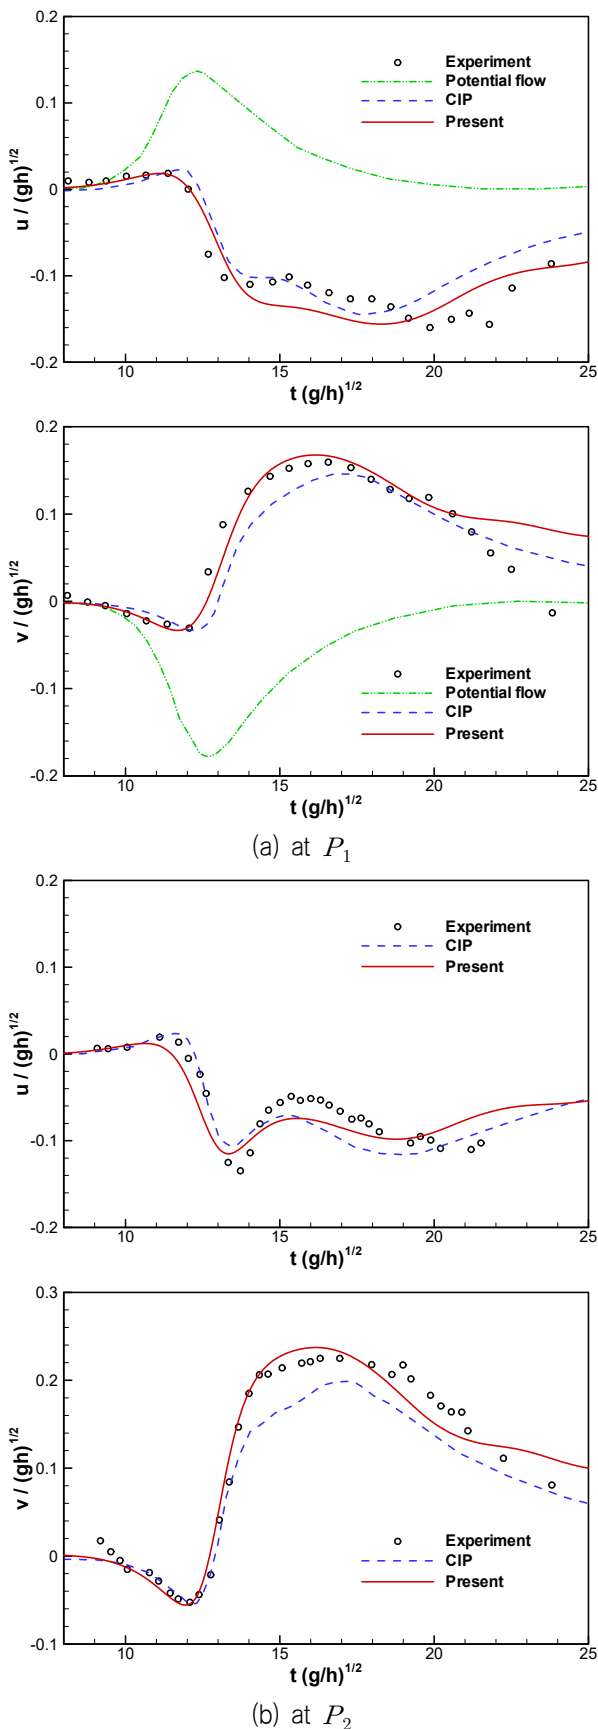 0.2
0.1
0
-0.1
-0.2
u / (gh)^1/2
Experiment
Potential flow
CIP
Present
10 15 20 25
t (g/h)^1/2
0.2
0.1
0
-0.1
-0.2
v / (gh)^1/2
Experiment
Potential flow
CIP
Present
10 15 20 25
t (g/h)^1/2
(a) at P_1
0.2
0.1
0
-0.1
-0.2
u / (gh)^1/2
Experiment
CIP
Present
10 15 20 25
t (g/h)^1/2
0.3
0.2
0.1
0
-0.1
v / (gh)^1/2
Experiment
CIP
Present
10 15 20 25
t (g/h)^1/2
(b) at P_2